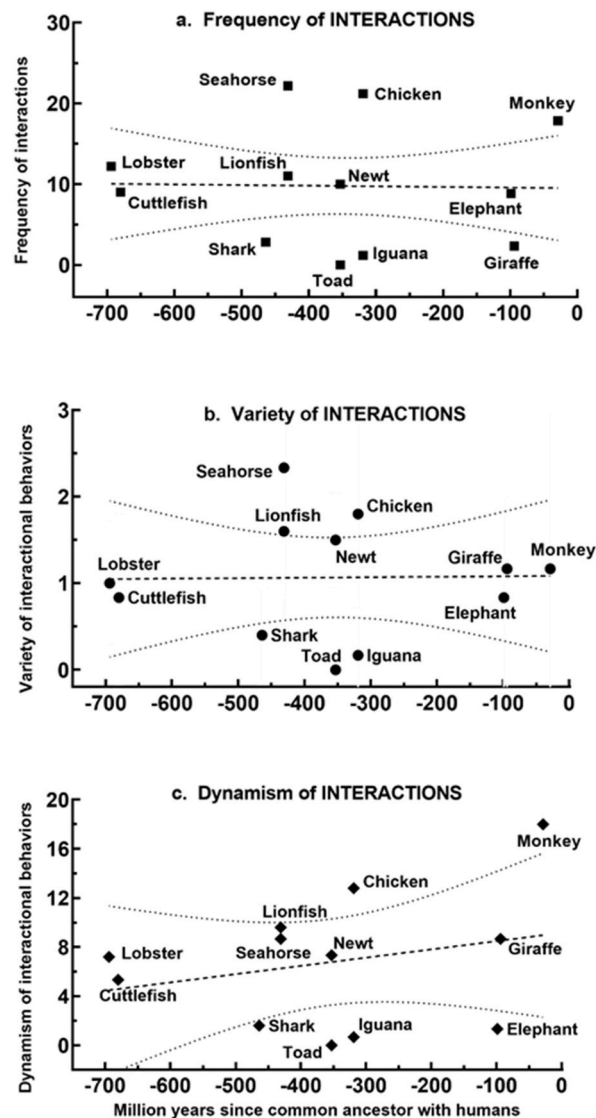 a. Frequency of INTERACTIONS
Frequency of interactions
30
20
10
0
Seahorse
Chicken
Monkey
Lobster
Lionfish
Newt
Cuttlefish
Elephant
Shark
Iguana
Giraffe
Toad
-700 -600 -500 -400 -300 -200 -100 0
b. Variety of INTERACTIONS
Variety of interactional behaviors
3
2
1
0
Seahorse
Chicken
Lionfish
Newt
Giraffe
Monkey
Lobster
Cuttlefish
Elephant
Shark
Toad
Iguana
-700 -600 -500 -400 -300 -200 -100 0
c. Dynamism of INTERACTIONS
Dynamism of interactional behaviors
20
16
12
8
4
0
Monkey
Chicken
Lionfish
Lobster
Seahorse
Newt
Giraffe
Cuttlefish
Shark
Iguana
Elephant
Toad
-700 -600 -500 -400 -300 -200 -100 0
Million years since common ancestor with humans